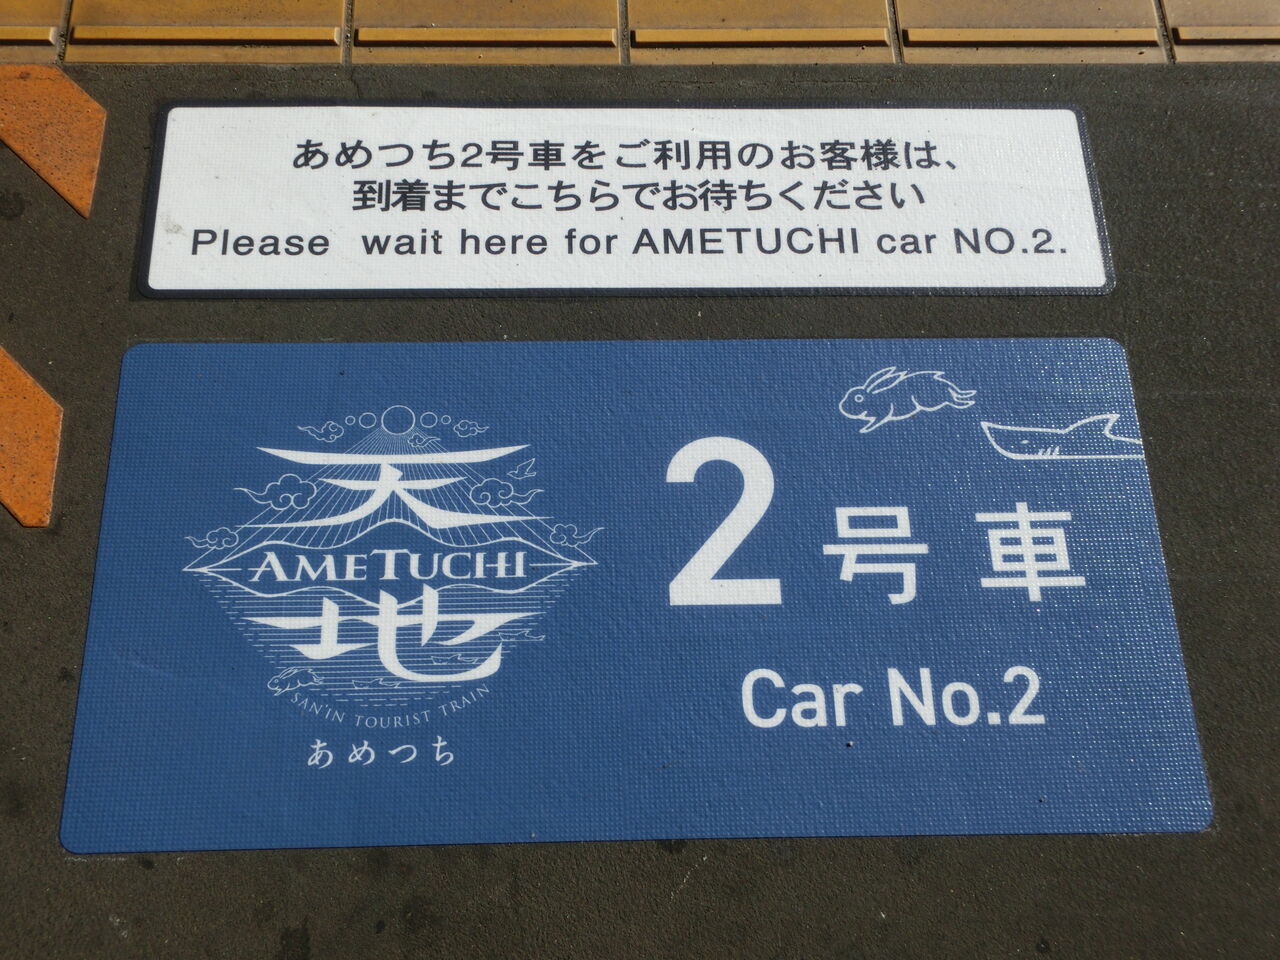 あめつち2号車をご利用のお客様は、
到着までこちらでお待ちください
Please wait here for AMETUCHI car NO.2.
天
AMETUCHI
地
SAN'IN TOURIST TRAIN
あめつち
2号車
Car No.2